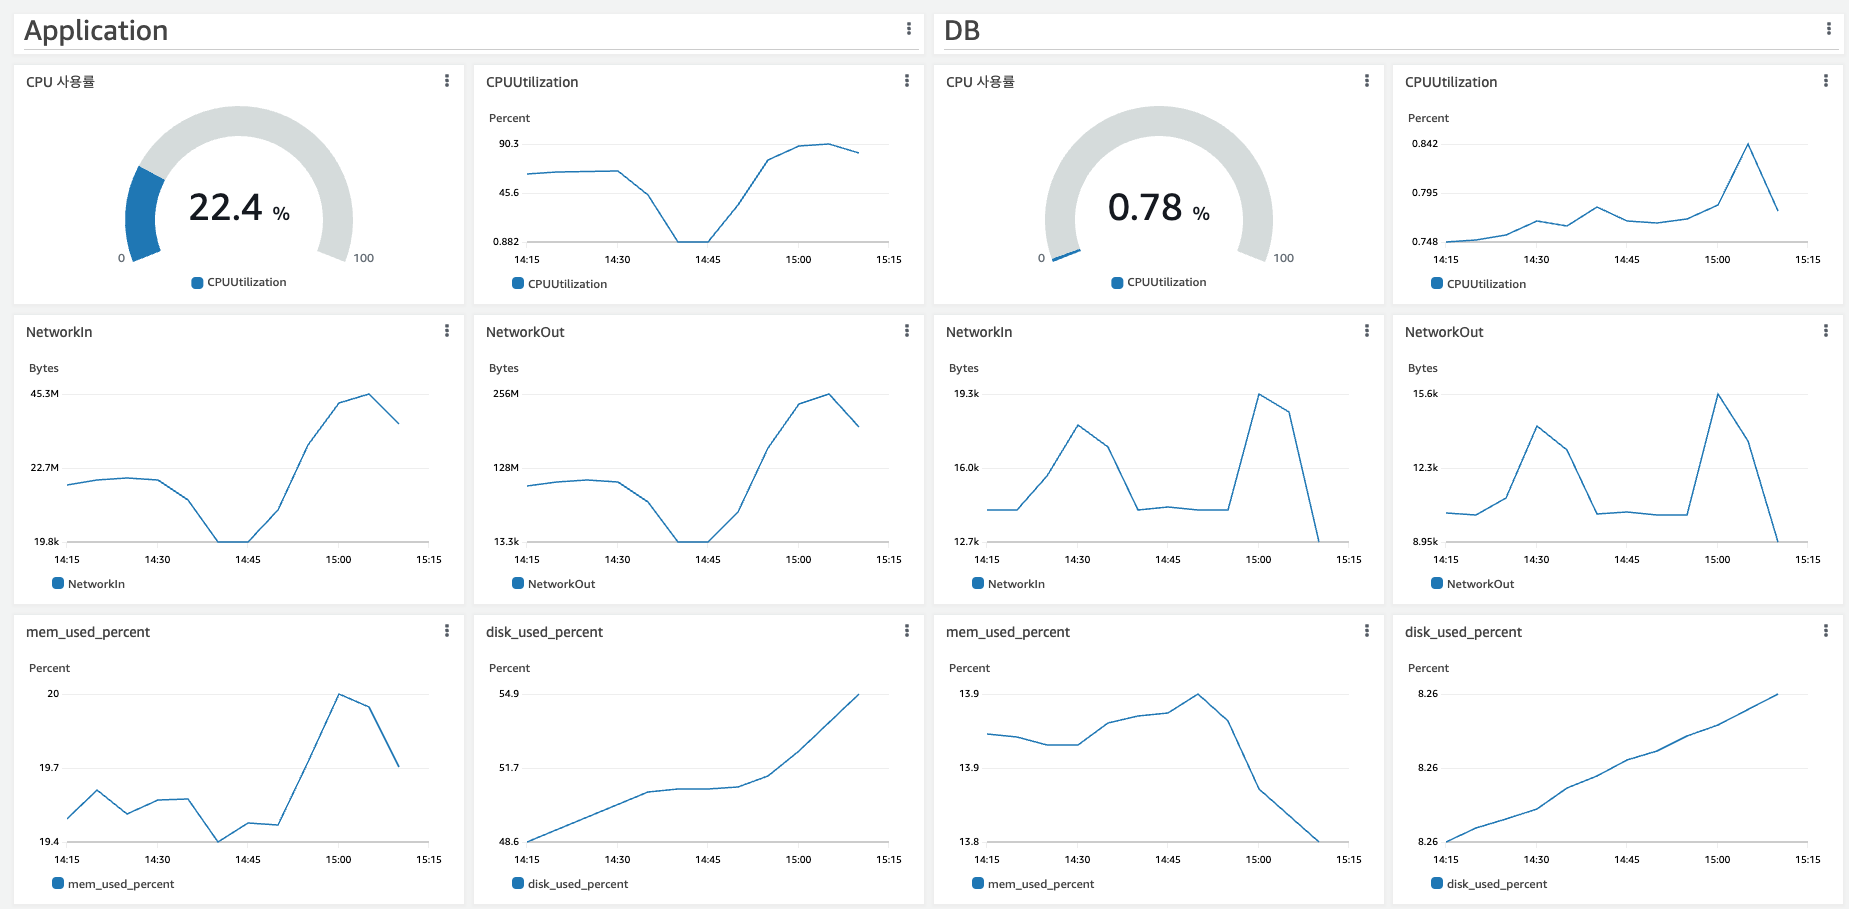 Application
DB
CPU 사용률
22.4 %
0
100
CPUUtilization
CPUUtilization
Percent
90.3
45.6
0.882
14:15 14:30 14:45 15:00 15:15
CPUUtilization
CPU 사용률
0.78 %
0
100
CPUUtilization
CPUUtilization
Percent
0.842
0.795
0.748
14:15 14:30 14:45 15:00 15:15
CPUUtilization
NetworkIn
Bytes
45.3M
22.7M
19.8k
14:15 14:30 14:45 15:00 15:15
NetworkIn
NetworkOut
Bytes
256M
128M
13.3k
14:15 14:30 14:45 15:00 15:15
NetworkOut
NetworkIn
Bytes
19.3k
16.0k
12.7k
14:15 14:30 14:45 15:00 15:15
NetworkIn
NetworkOut
Bytes
15.6k
12.3k
8.95k
14:15 14:30 14:45 15:00 15:15
NetworkOut
mem_used_percent
Percent
20
19.7
19.4
14:15 14:30 14:45 15:00 15:15
mem_used_percent
disk_used_percent
Percent
54.9
51.7
48.6
14:15 14:30 14:45 15:00 15:15
disk_used_percent
mem_used_percent
Percent
13.9
13.9
13.8
14:15 14:30 14:45 15:00 15:15
mem_used_percent
disk_used_percent
Percent
8.26
8.26
8.26
14:15 14:30 14:45 15:00 15:15
disk_used_percent